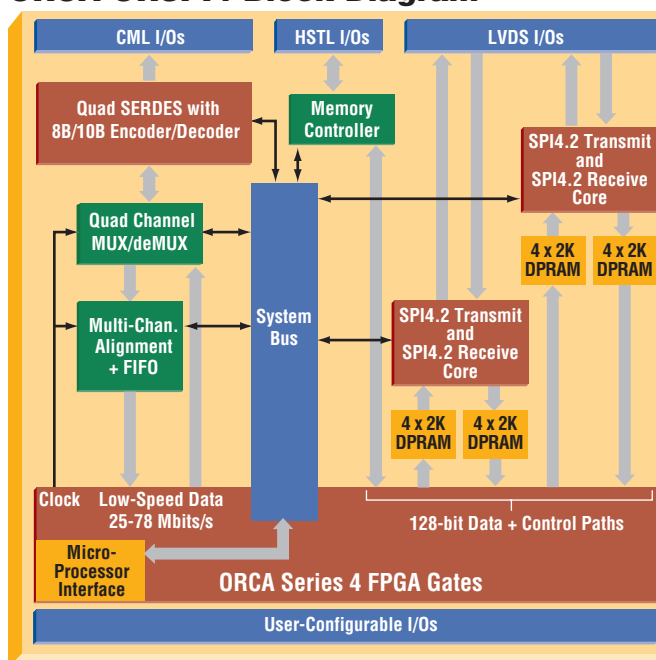 CML I/Os
HSTL I/Os
LVDS I/Os
Quad SERDES with
8B/10B Encoder/Decoder
Memory
Controller
SPI4.2 Transmit
and
SPI4.2 Receive
Core
Quad Channel
MUX/deMUX
4 x 2K
DPRAM
4 x 2K
DPRAM
Multi-Chan.
Alignment
+ FIFO
System
Bus
SPI4.2 Transmit
and
SPI4.2 Receive
Core
4 x 2K
DPRAM
4 x 2K
DPRAM
Clock
Low-Speed Data
25-78 Mbits/s
128-bit Data + Control Paths
Micro-
Processor
Interface
ORCA Series 4 FPGA Gates
User-Configurable I/Os